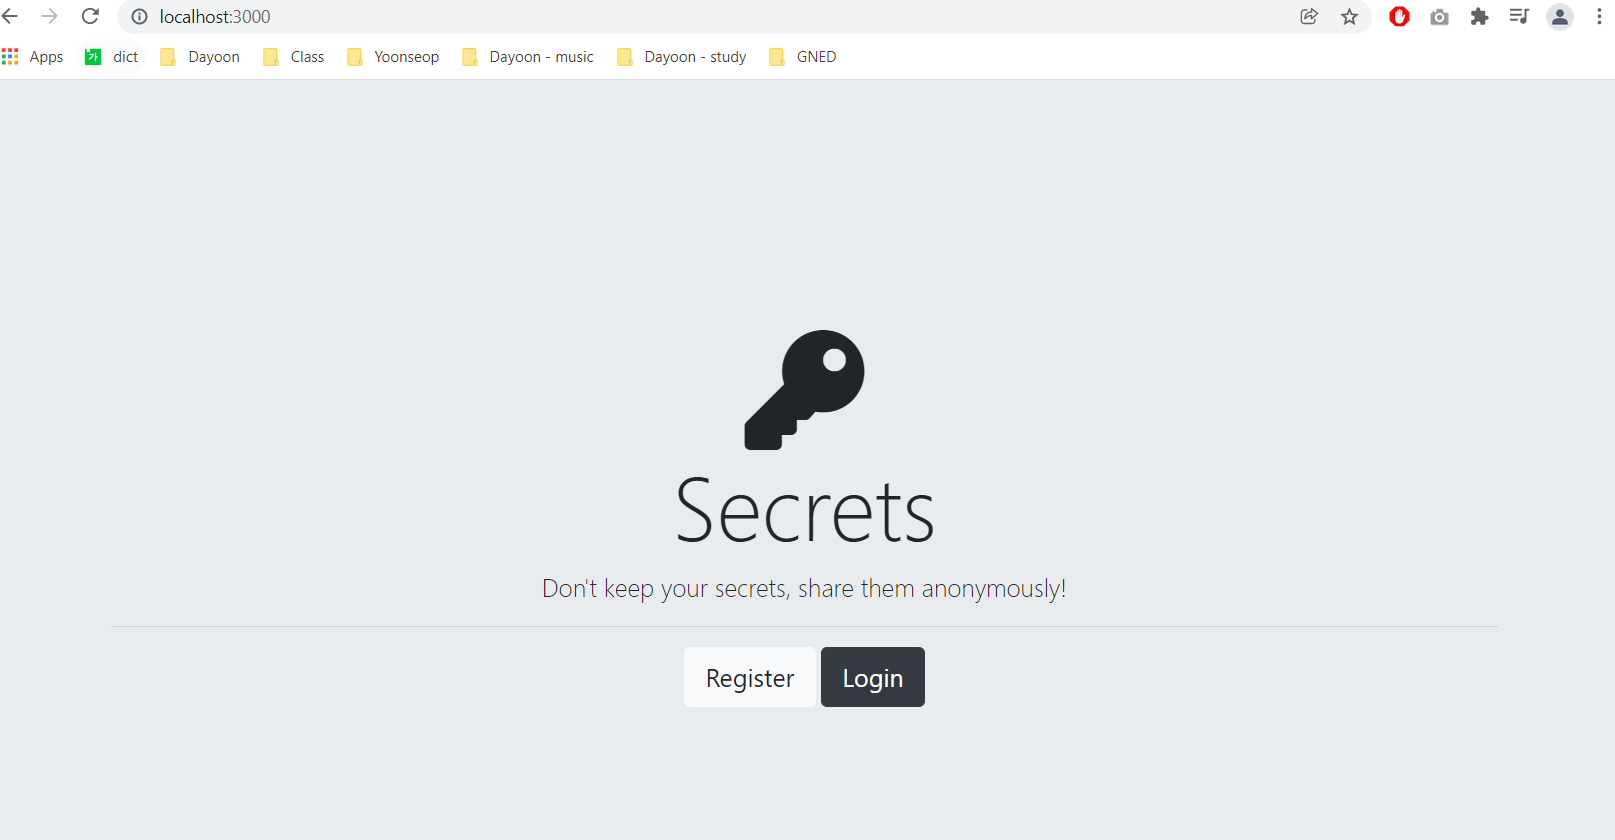 localhost:3000
Apps 가 dict Dayoon Class Yoonseop Dayoon - music Dayoon - study GNED
Secrets
Don't keep your secrets, share them anonymously!
Register Login